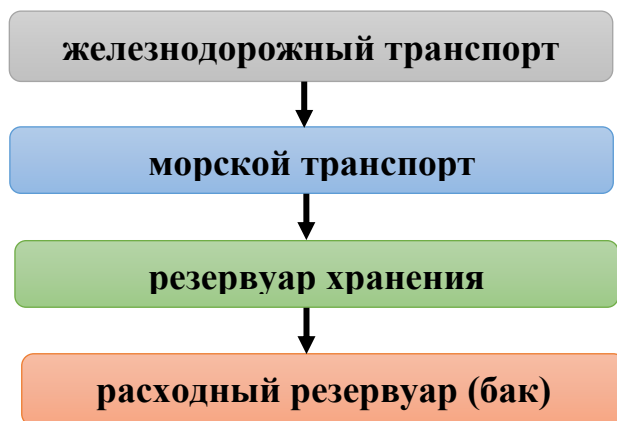 железнодорожный транспорт
морской транспорт
резервуар хранения
расходный резервуар (бак)